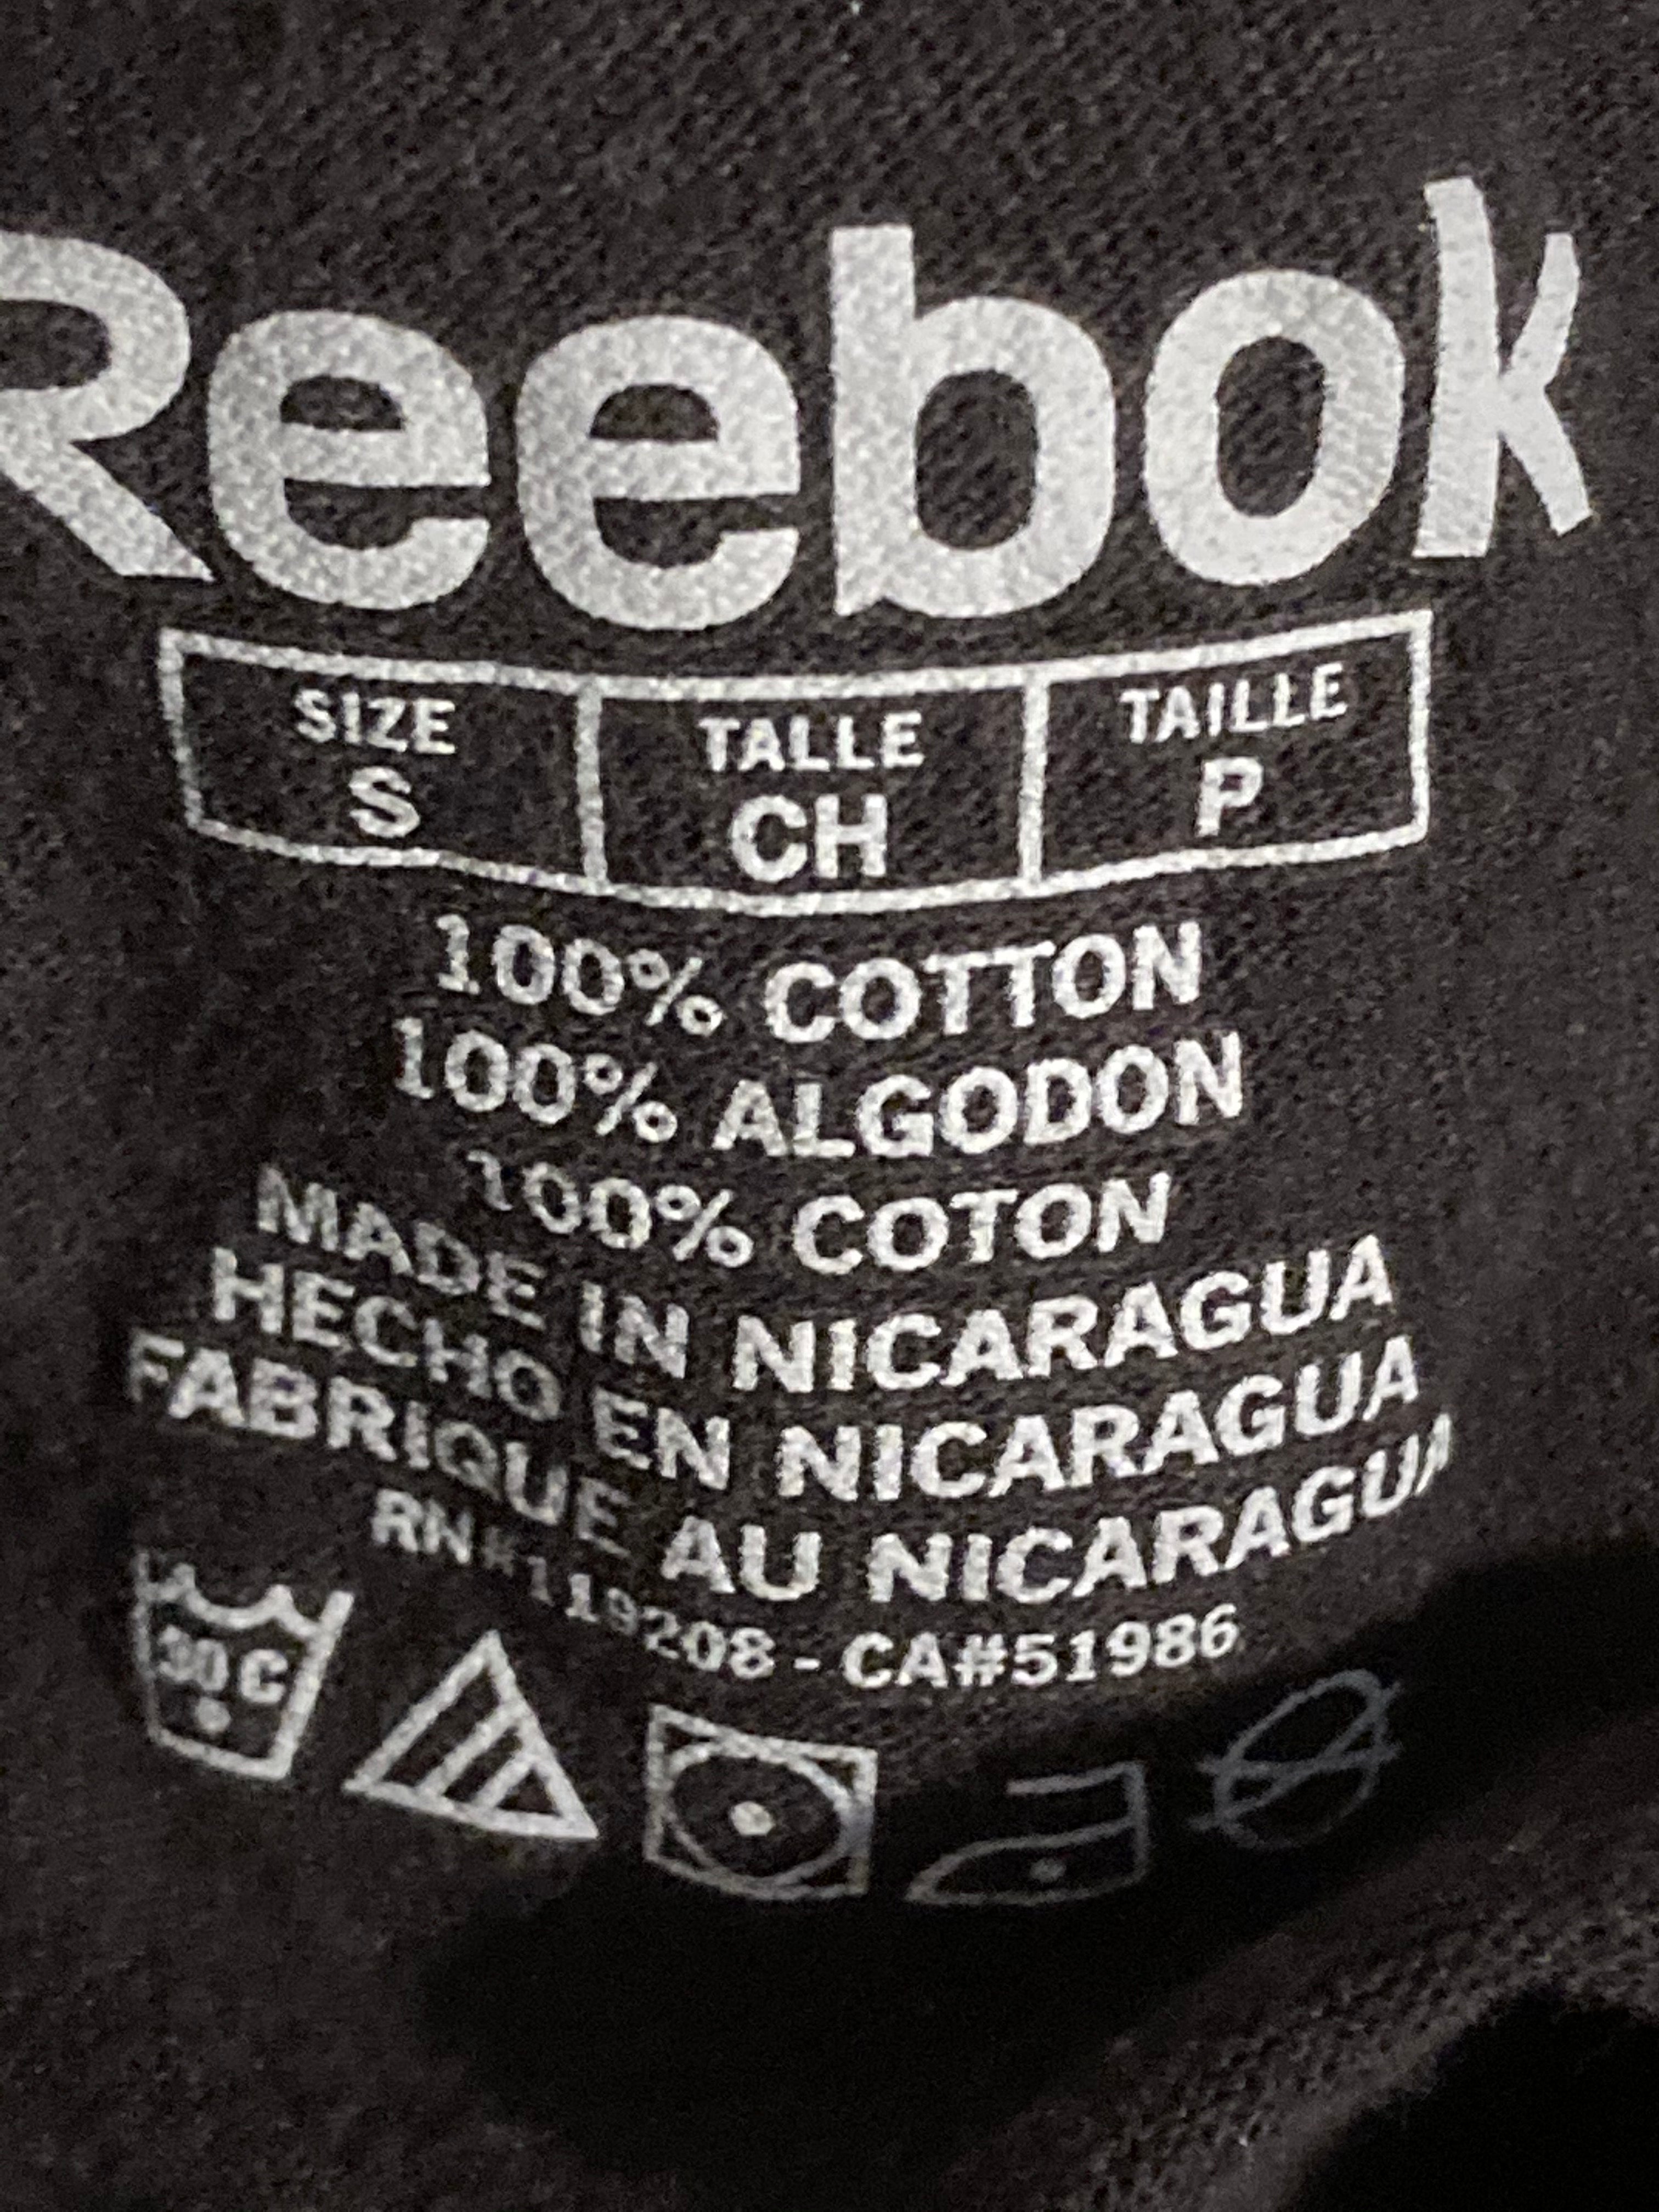 Reebok
SIZE TALLE TAILLE
S CH P
100% COTTON
100% ALGODON
100% COTON
MADE IN NICARAGUA
HECHO EN NICARAGUA
FABRIQUE AU NICARAGUA
RN#119208 - CA#51986
30C